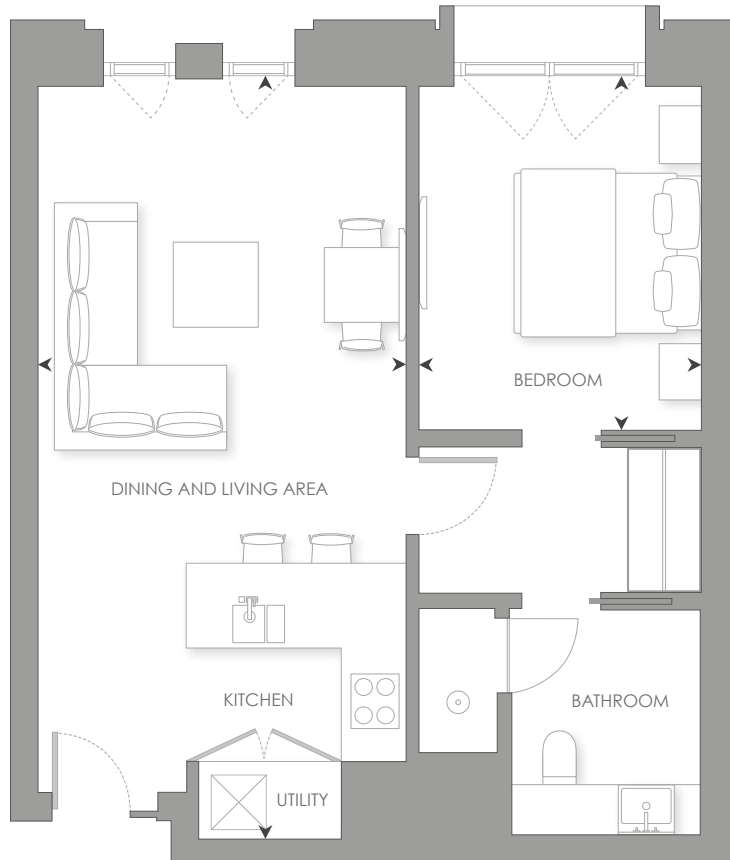 BEDROOM
DINING AND LIVING AREA
KITCHEN
BATHROOM
UTILITY